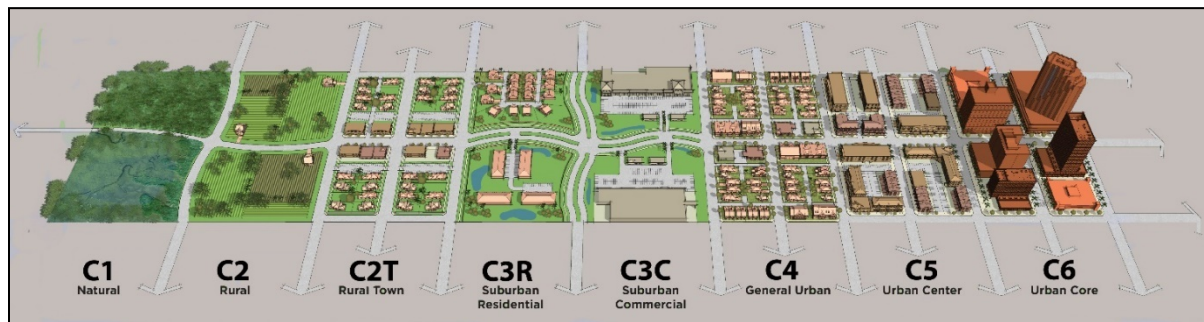 C1
Natural
C2
Rural
C2T
Rural Town
C3R
Suburban
Residential
C3C
Suburban
Commercial
C4
General Urban
C5
Urban Center
C6
Urban Core